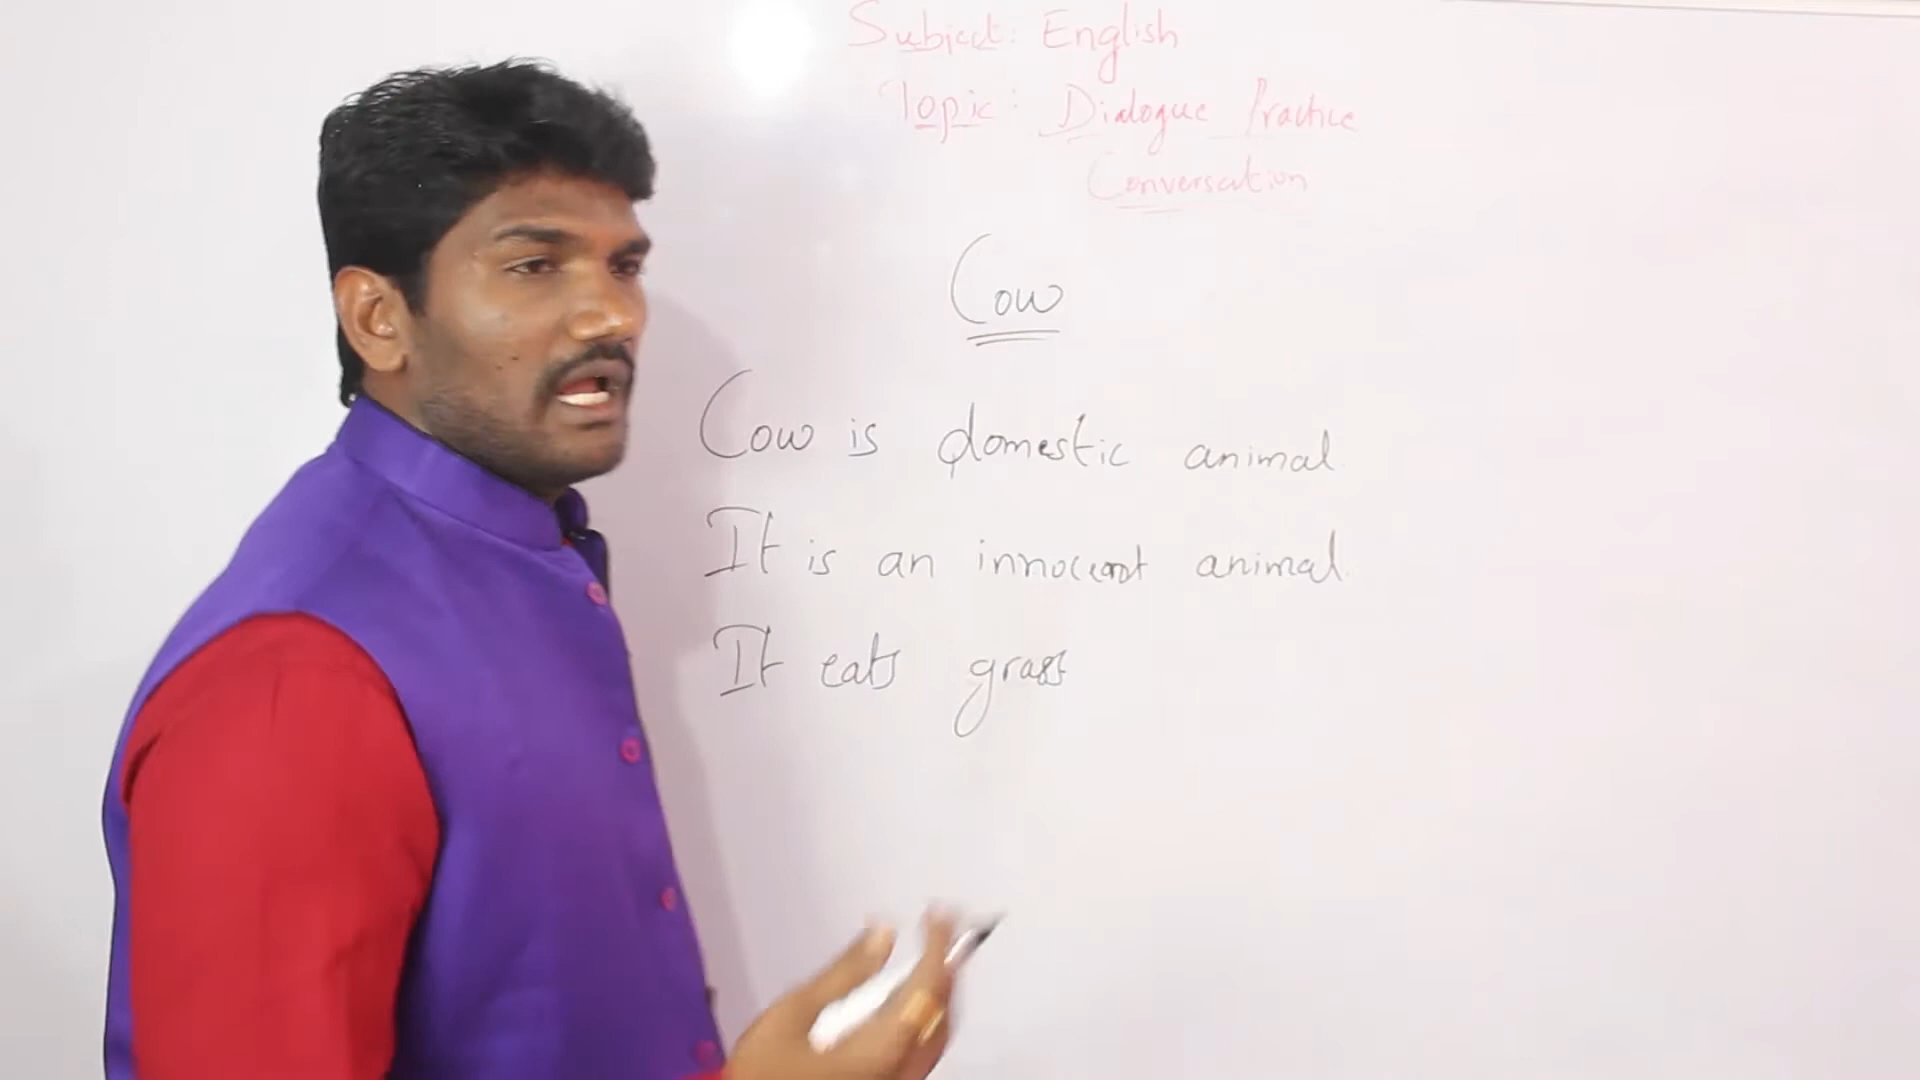 Subject: English
Topic: Dialogue Practice
Conversation
Cow
Cow is domestic animal.
It is an innocent animal.
It eats grass